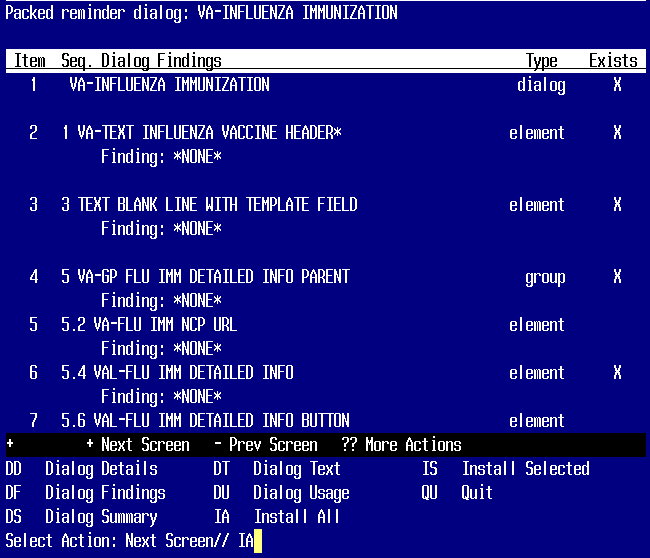 Packed reminder dialog: VA-INFLUENZA IMMUNIZATION
Item Seq. Dialog Findings Type Exists
1 VA-INFLUENZA IMMUNIZATION dialog X
2 1 VA-TEXT INFLUENZA VACCINE HEADER* element X
Finding: *NONE*
3 3 TEXT BLANK LINE WITH TEMPLATE FIELD element X
Finding: *NONE*
4 5 VA-GP FLU IMM DETAILED INFO PARENT group X
Finding: *NONE*
5 5.2 VA-FLU IMM NCP URL element
Finding: *NONE*
6 5.4 VAL-FLU IMM DETAILED INFO element X
Finding: *NONE*
7 5.6 VAL-FLU IMM DETAILED INFO BUTTON element
+ + Next Screen - Prev Screen ?? More Actions
DD Dialog Details DT Dialog Text IS Install Selected
DF Dialog Findings DU Dialog Usage QU Quit
DS Dialog Summary IA Install All
Select Action: Next Screen// IA